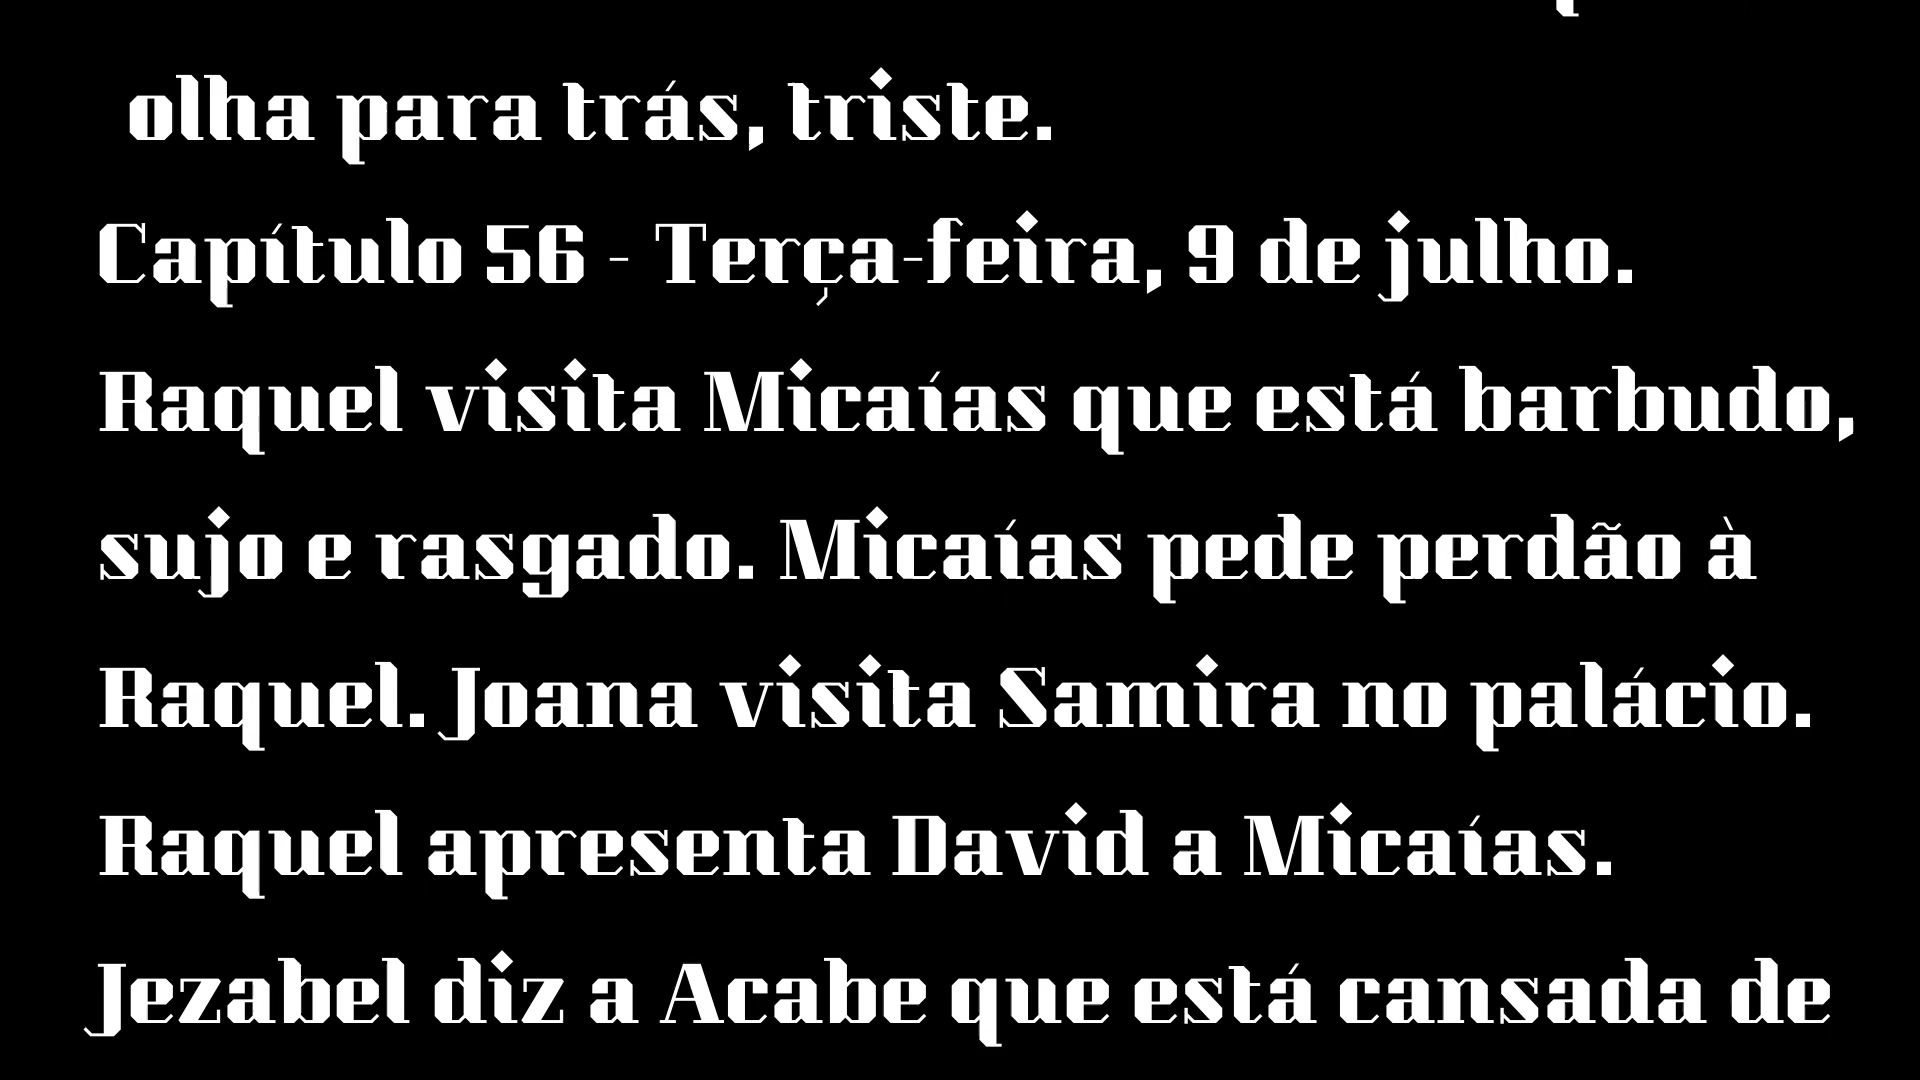 olha para trás, triste.
Capítulo 56 - Terça-feira, 9 de julho.
Raquel visita Micaías que está barbudo,
sujo e rasgado. Micaías pede perdão à
Raquel. Joana visita Samira no palácio.
Raquel apresenta David a Micaías.
Jezabel diz a Acabe que está cansada de